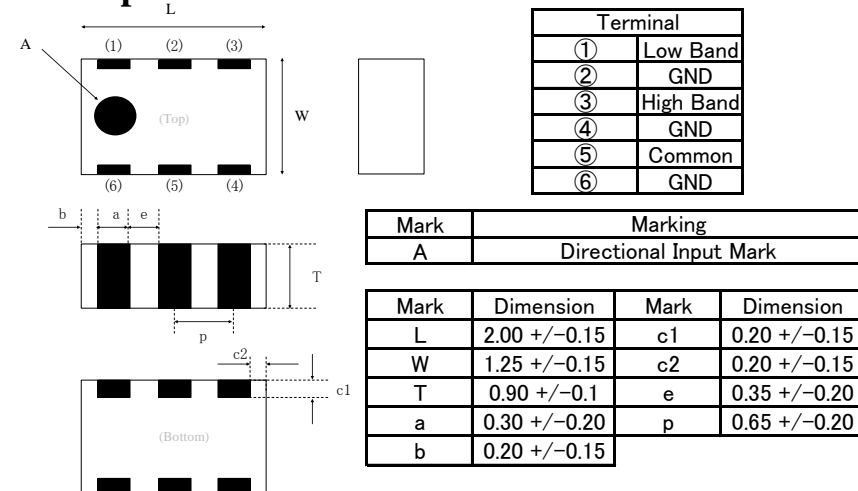 L
A
(1) (2) (3)
(Top)
W
(6) (5) (4)
b a e
T
p
c2
c1
(Bottom)
Terminal
① Low Band
② GND
③ High Band
④ GND
⑤ Common
⑥ GND
Mark Marking
A Directional Input Mark
Mark Dimension Mark Dimension
L 2.00 +/-0.15 c1 0.20 +/-0.15
W 1.25 +/-0.15 c2 0.20 +/-0.15
T 0.90 +/-0.1 e 0.35 +/-0.20
a 0.30 +/-0.20 p 0.65 +/-0.20
b 0.20 +/-0.15